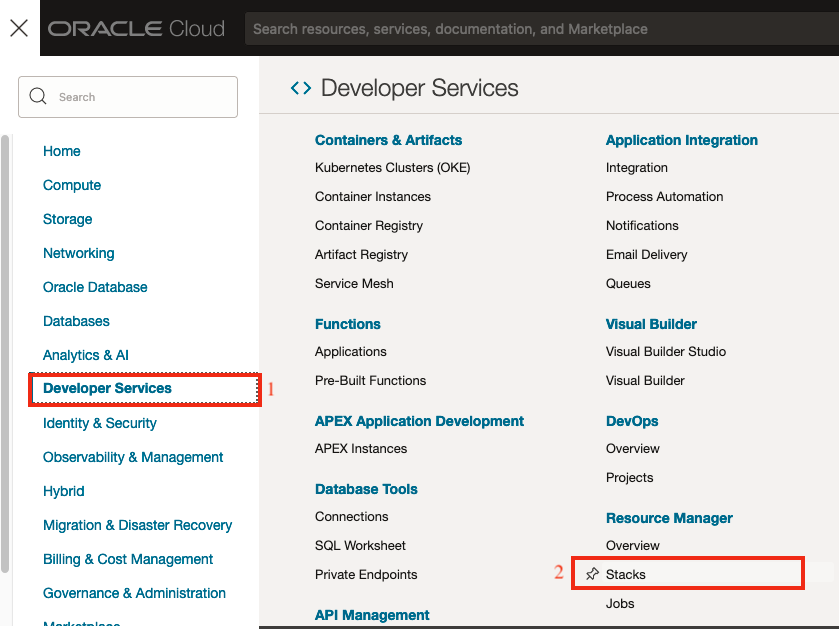 ORACLE Cloud
Search resources, services, documentation, and Marketplace
Search
Home
Compute
Storage
Networking
Oracle Database
Databases
Analytics & AI
Developer Services 1
Identity & Security
Observability & Management
Hybrid
Migration & Disaster Recovery
Billing & Cost Management
Governance & Administration
Marketplace
Developer Services
Containers & Artifacts
Kubernetes Clusters (OKE)
Container Instances
Container Registry
Artifact Registry
Service Mesh
Functions
Applications
Pre-Built Functions
APEX Application Development
APEX Instances
Database Tools
Connections
SQL Worksheet
Private Endpoints
API Management
Application Integration
Integration
Process Automation
Notifications
Email Delivery
Queues
Visual Builder
Visual Builder Studio
Visual Builder
DevOps
Overview
Projects
Resource Manager
Overview
2 Stacks
Jobs